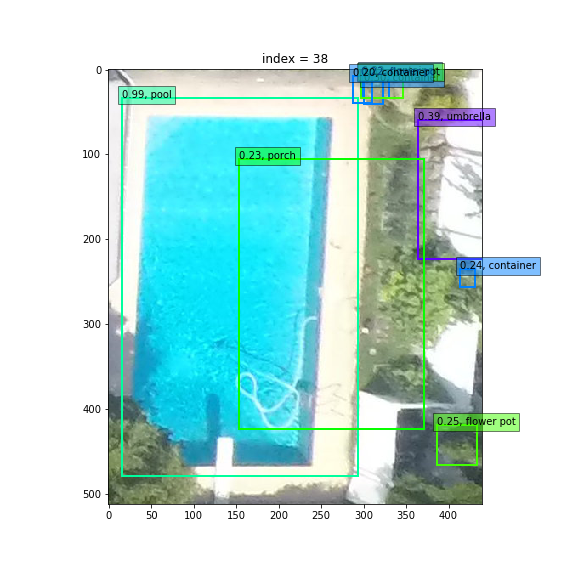 index = 38
0.20, container
0.99, pool
0.39, umbrella
0.23, porch
0.24, container
0.25, flower pot
0
100
200
300
400
500
0 50 100 150 200 250 300 350 400